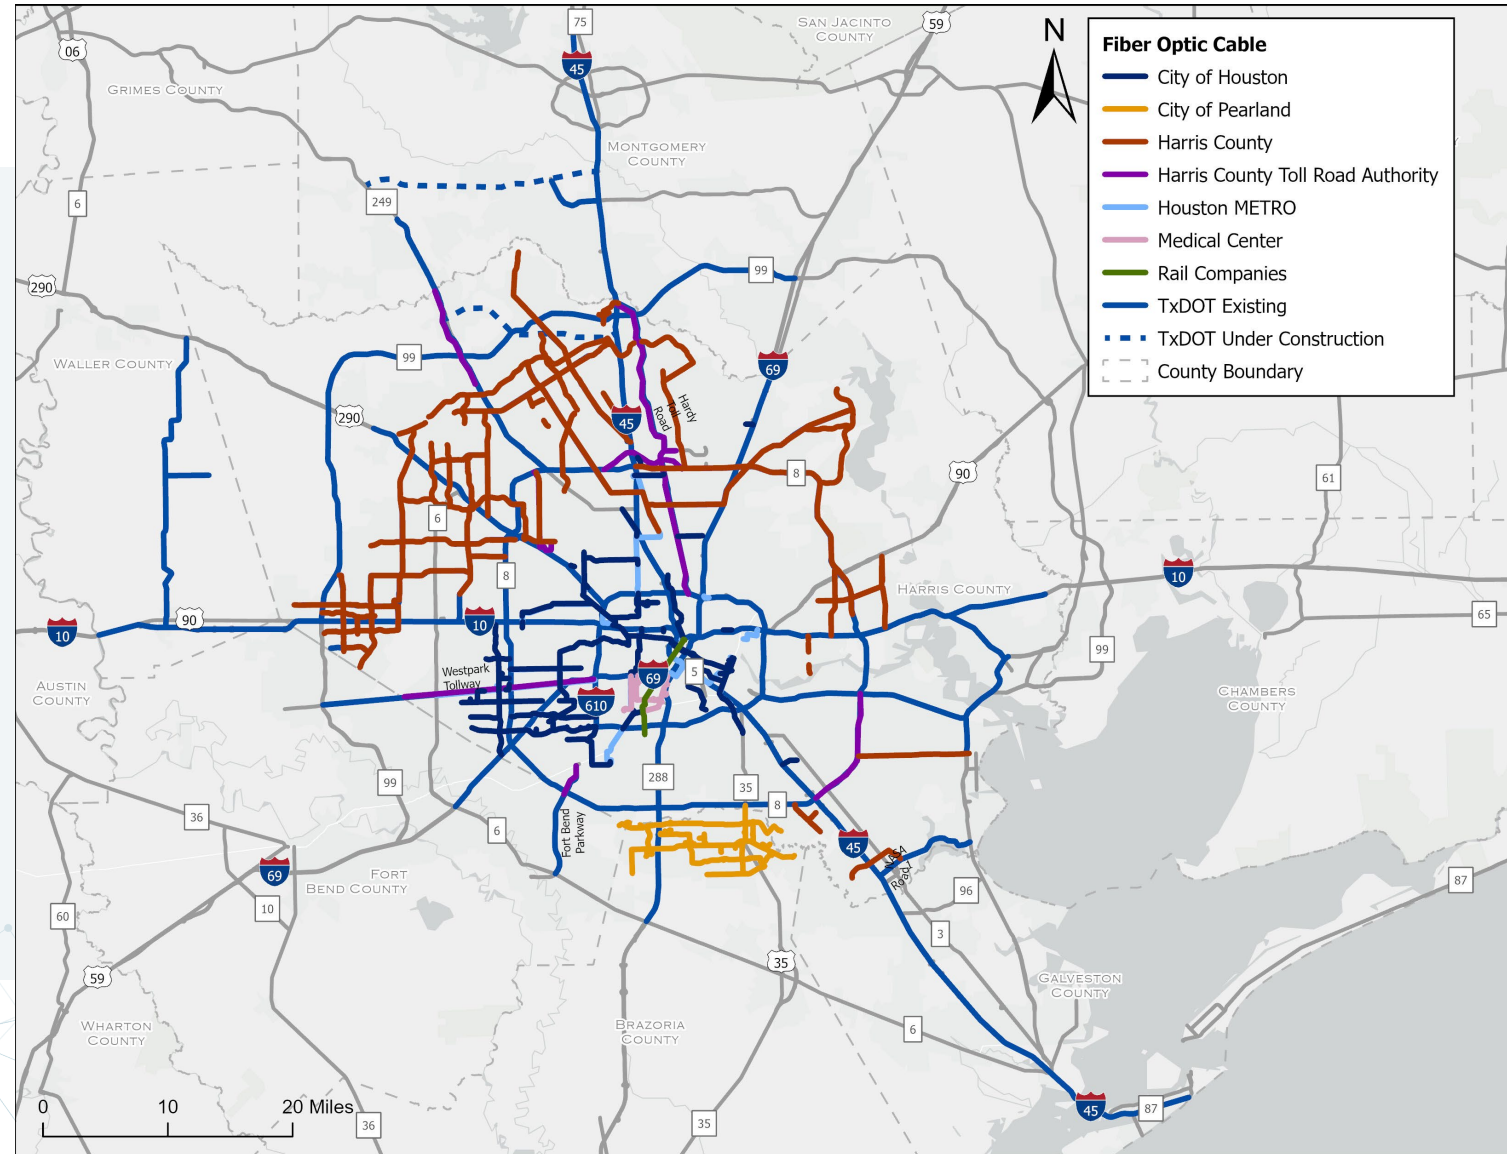 75
SAN JACINTO
COUNTY
59
N
Fiber Optic Cable
City of Houston
City of Pearland
Harris County
Harris County Toll Road Authority
Houston METRO
Medical Center
Rail Companies
TxDOT Existing
TxDOT Under Construction
County Boundary
06
45
GRIMES COUNTY
MONTGOMERY
COUNTY
6
249
99
290
WALLER COUNTY
99
69
290
45
Hardy
Toll
Road
8
90
61
6
8
10
HARRIS COUNTY
10
90
10
65
99
Westpark
Tollway
69
5
610
AUSTIN
COUNTY
CHAMBERS
COUNTY
99
288
35
8
36
6
Fort Bend
Parkway
45
NASA
Road 1
69
FORT
BEND COUNTY
10
96
87
60
3
59
35
GALVESTON
COUNTY
WHARTON
COUNTY
BRAZORIA
COUNTY
6
0
10
20 Miles
36
35
45
87